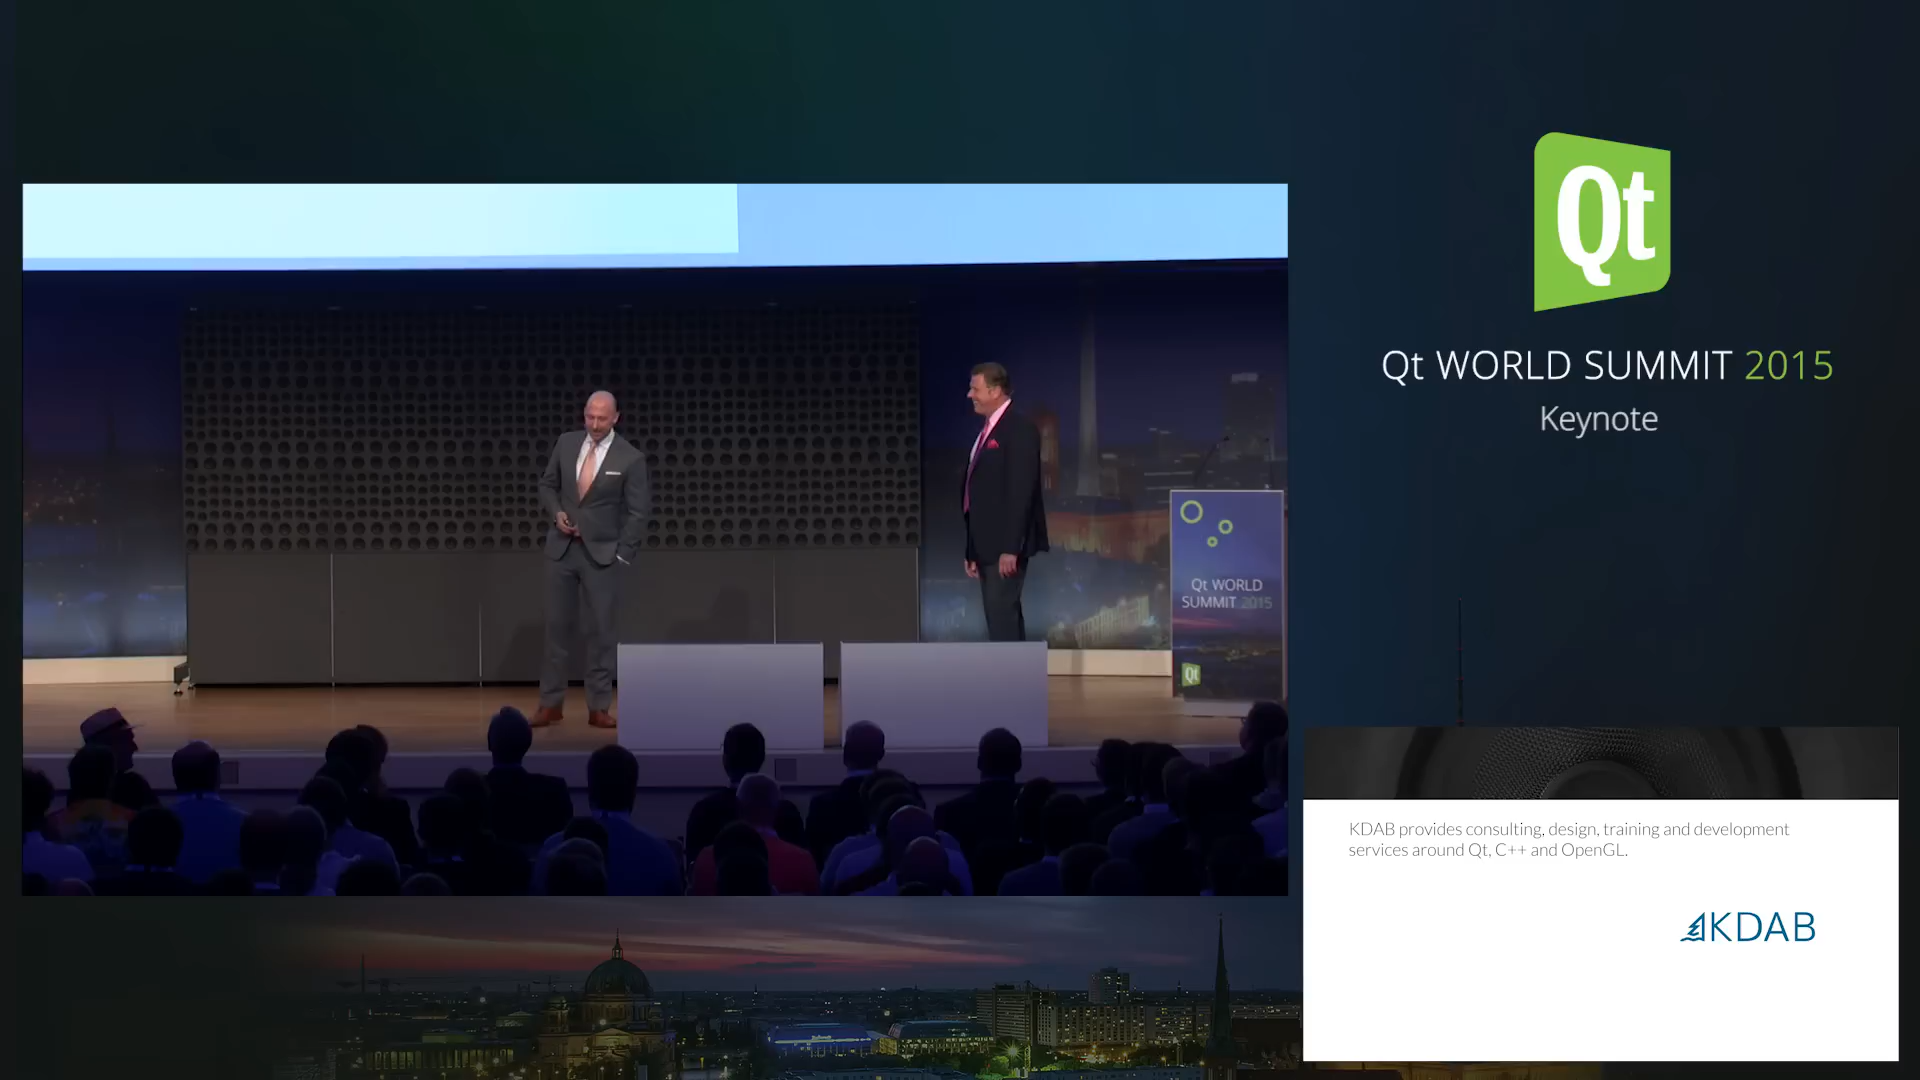 Qt
Qt WORLD SUMMIT 2015
Keynote
Qt WORLD
SUMMIT 2015
Qt
KDAB provides consulting, design, training and development
services around Qt, C++ and OpenGL.
KDAB